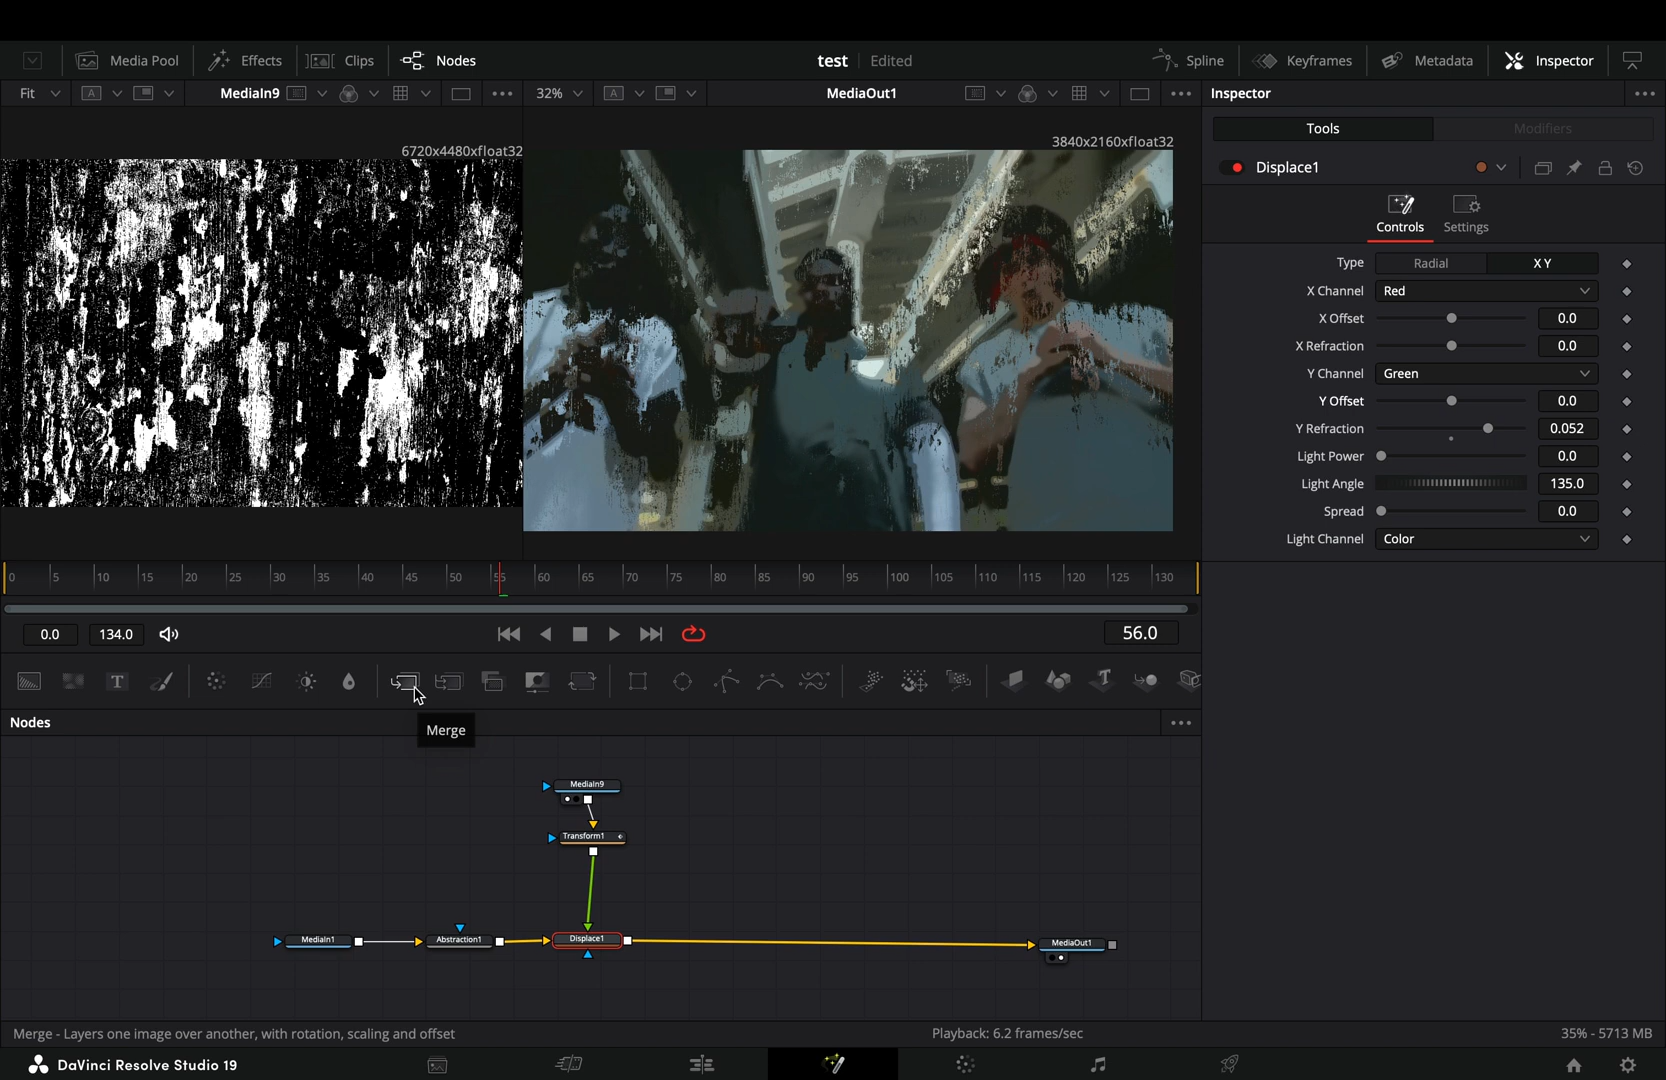 Media Pool Effects Clips Nodes test Edited Spline Keyframes Metadata Inspector
Fit A MediaIn9 ••• 32% A MediaOut1 ••• Inspector •••
Tools Modifiers
6720x4480xfloat32 3840x2160xfloat32
Displace1
Controls Settings
Type Radial X Y
X Channel Red
X Offset 0.0
X Refraction 0.0
Y Channel Green
Y Offset 0.0
Y Refraction 0.052
Light Power 0.0
Light Angle 135.0
Spread 0.0
Light Channel Color
0 5 10 15 20 25 30 35 40 45 50 55 60 65 70 75 80 85 90 95 100 105 110 115 120 125 130
0.0 134.0 56.0
T T
Nodes •••
Merge
MediaIn9
Transform1
MediaIn1 Abstraction1 Displace1 MediaOut1
Merge - Layers one image over another, with rotation, scaling and offset Playback: 6.2 frames/sec 35% - 5713 MB
DaVinci Resolve Studio 19